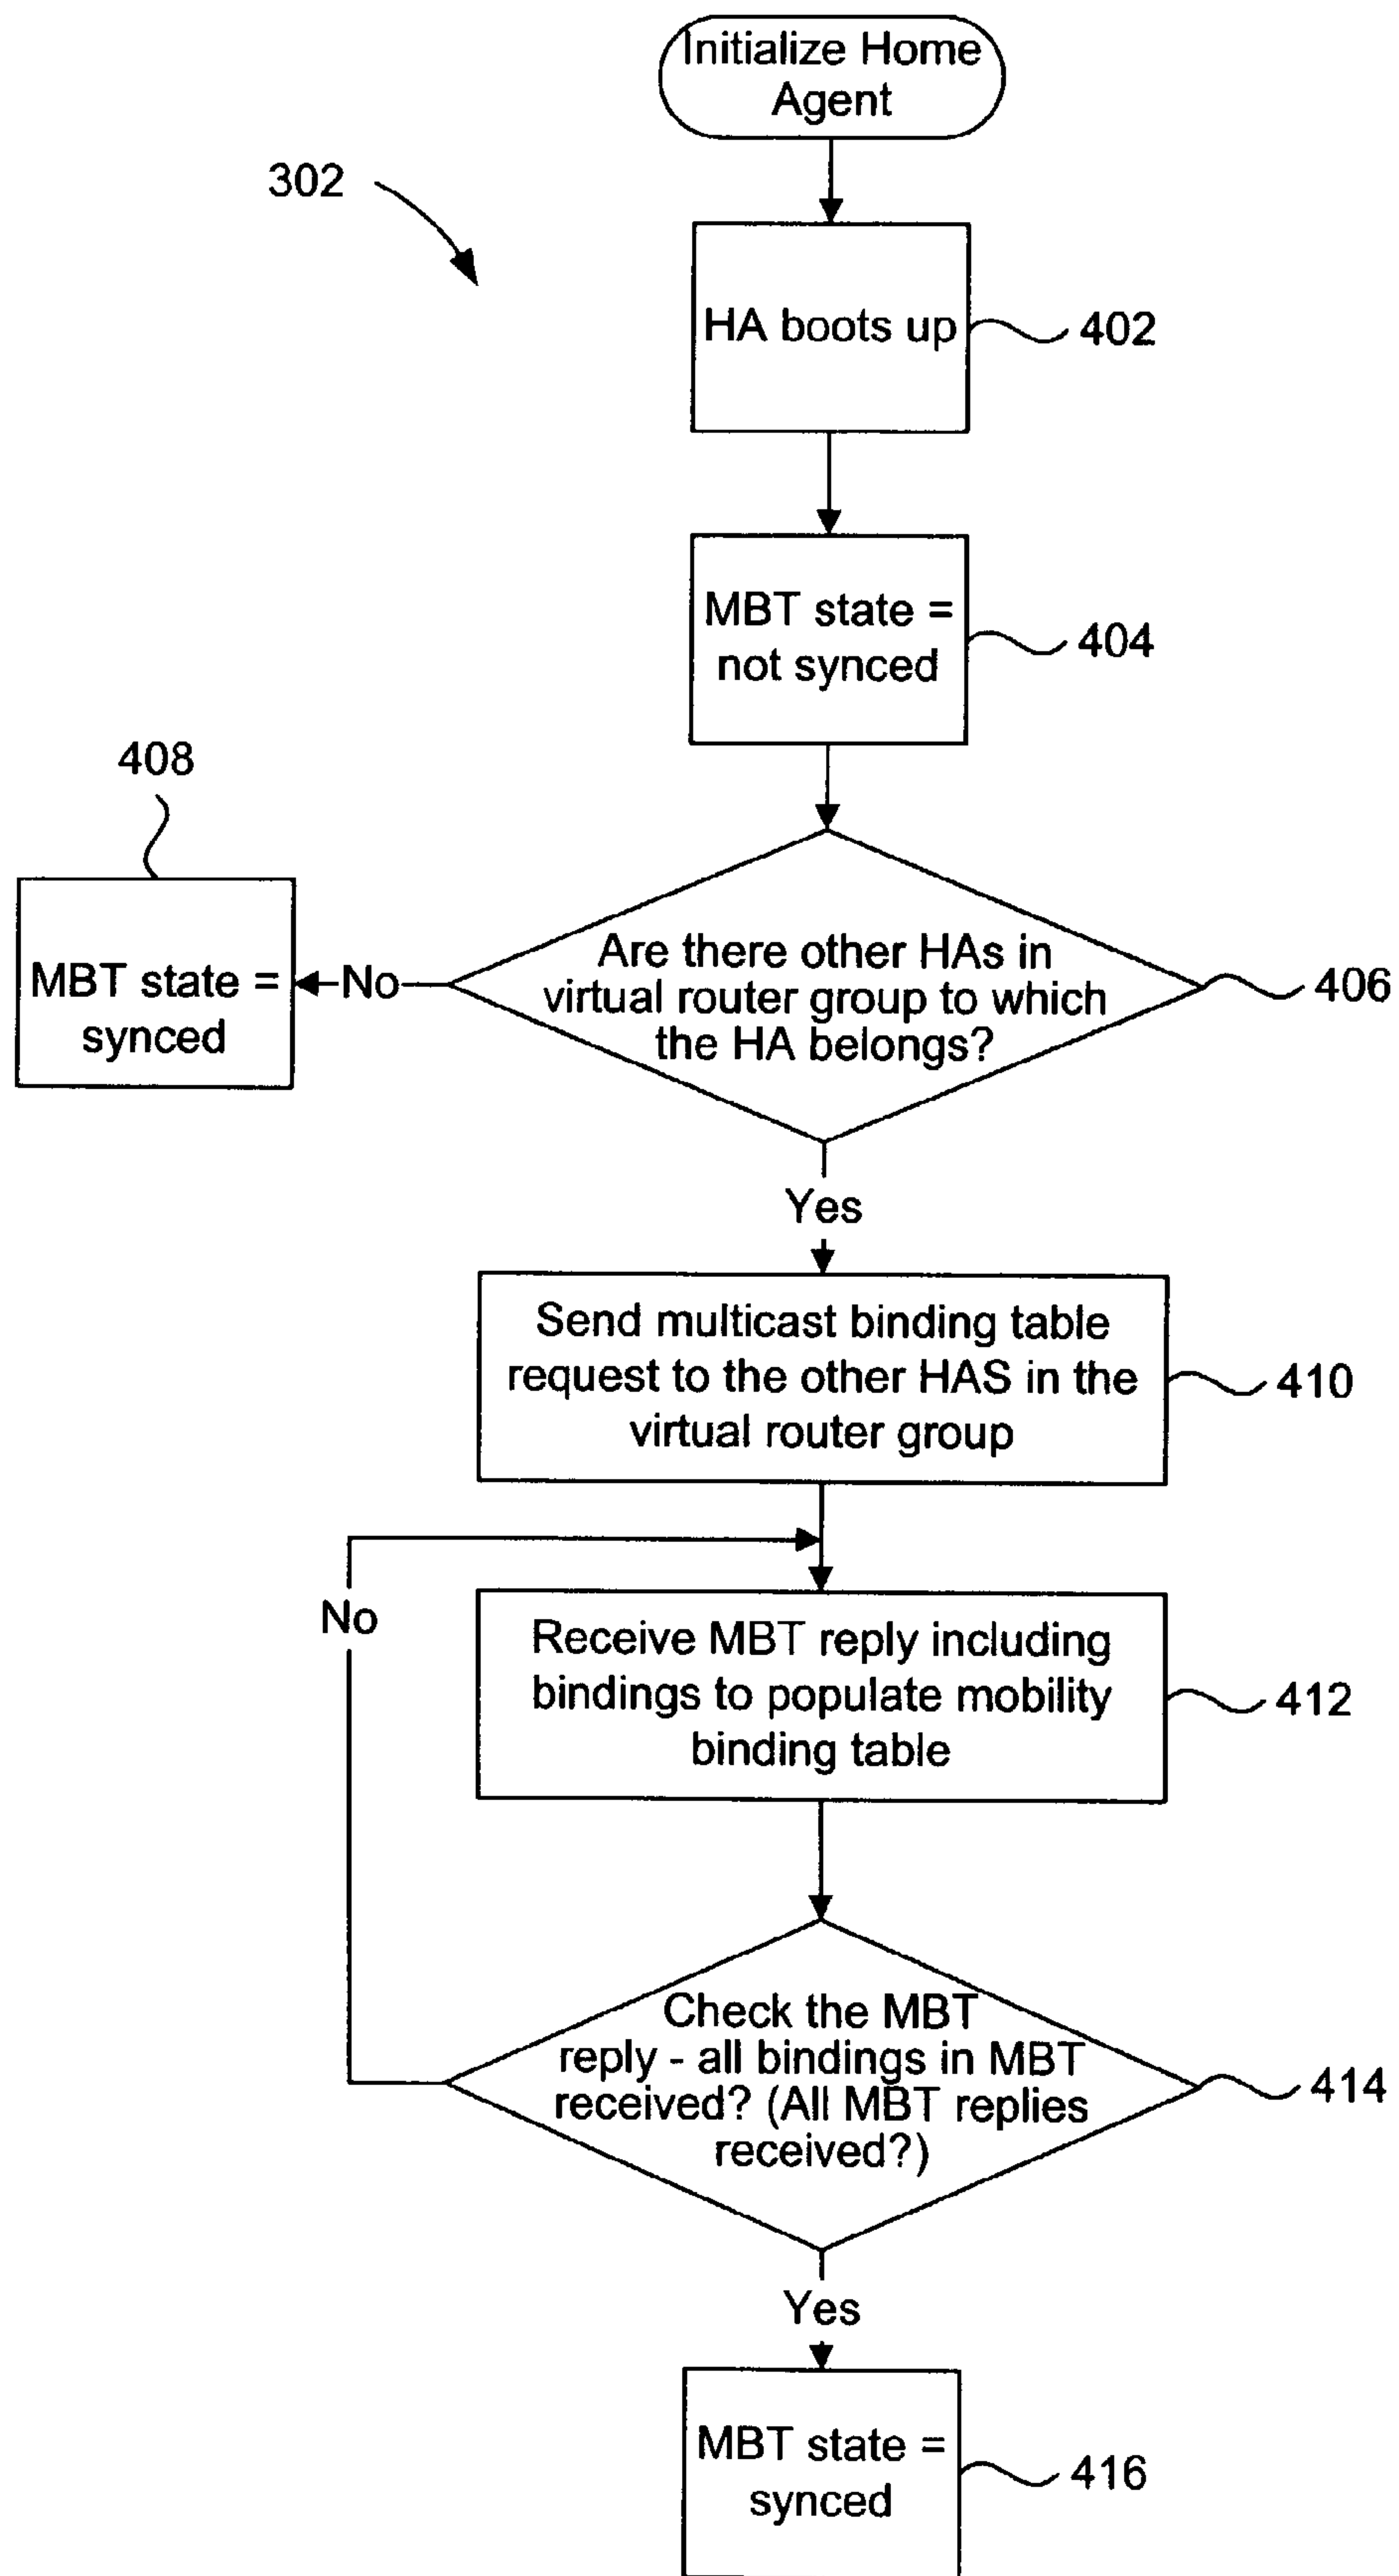 Initialize Home
Agent
302
HA boots up
402
MBT state =
not synced
404
408
MBT state =
synced
No
Are there other HAs in
virtual router group to which
the HA belongs?
406
Yes
Send multicast binding table
request to the other HAS in the
virtual router group
410
No
Receive MBT reply including
bindings to populate mobility
binding table
412
Check the MBT
reply - all bindings in MBT
received? (All MBT replies
received?)
414
Yes
MBT state =
synced
416